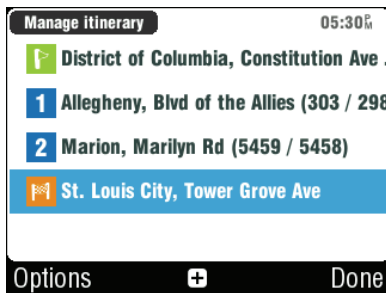 Manage itinerary 05:30PM
District of Columbia, Constitution Ave .
1 Allegheny, Blvd of the Allies (303 / 298
2 Marion, Marilyn Rd (5459 / 5458)
St. Louis City, Tower Grove Ave
Options + Done